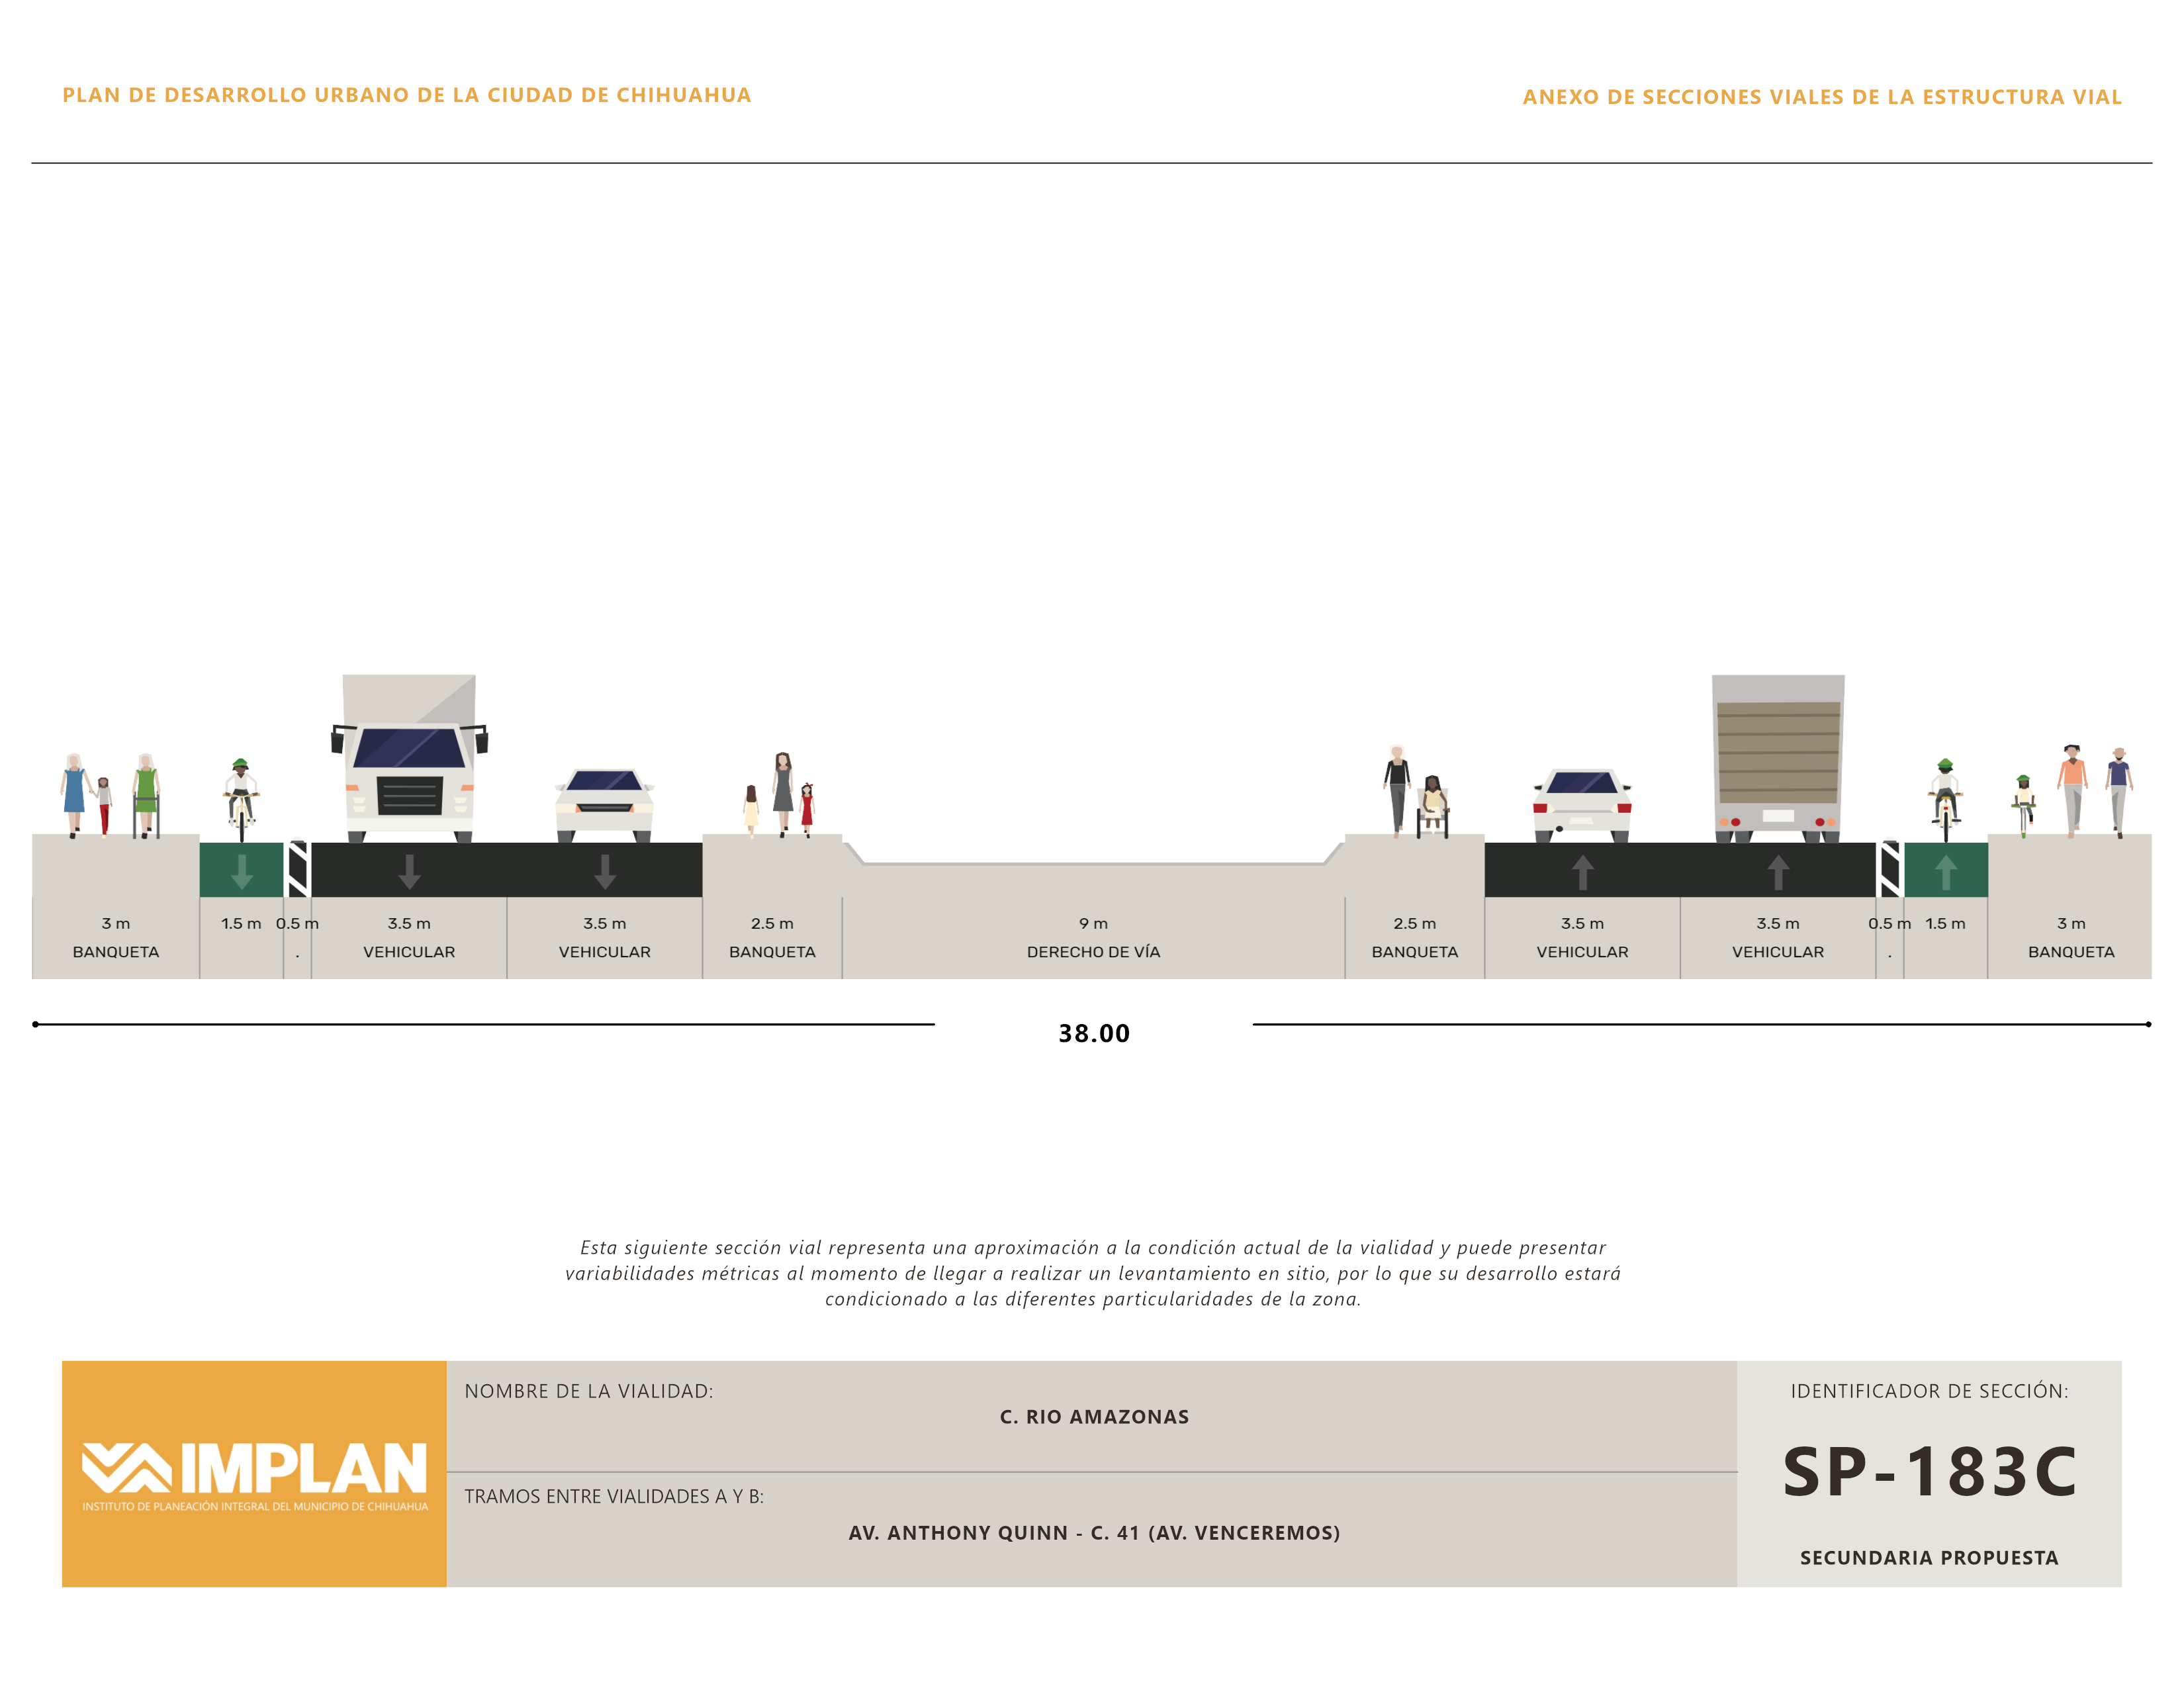 PLAN DE DESARROLLO URBANO DE LA CIUDAD DE CHIHUAHUA
ANEXO DE SECCIONES VIALES DE LA ESTRUCTURA VIAL
3 m 1.5 m 0.5 m 3.5 m 3.5 m 2.5 m 9 m 2.5 m 3.5 m 3.5 m 0.5 m 1.5 m 3 m
BANQUETA . VEHICULAR VEHICULAR BANQUETA DERECHO DE VÍA BANQUETA VEHICULAR VEHICULAR . BANQUETA
38.00
Esta siguiente sección vial representa una aproximación a la condición actual de la vialidad y puede presentar
variabilidades métricas al momento de llegar a realizar un levantamiento en sitio, por lo que su desarrollo estará
condicionado a las diferentes particularidades de la zona.
IMPLAN
INSTITUTO DE PLANEACIÓN INTEGRAL DEL MUNICIPIO DE CHIHUAHUA
NOMBRE DE LA VIALIDAD:
C. RIO AMAZONAS
TRAMOS ENTRE VIALIDADES A Y B:
AV. ANTHONY QUINN - C. 41 (AV. VENCEREMOS)
IDENTIFICADOR DE SECCIÓN:
SP-183C
SECUNDARIA PROPUESTA